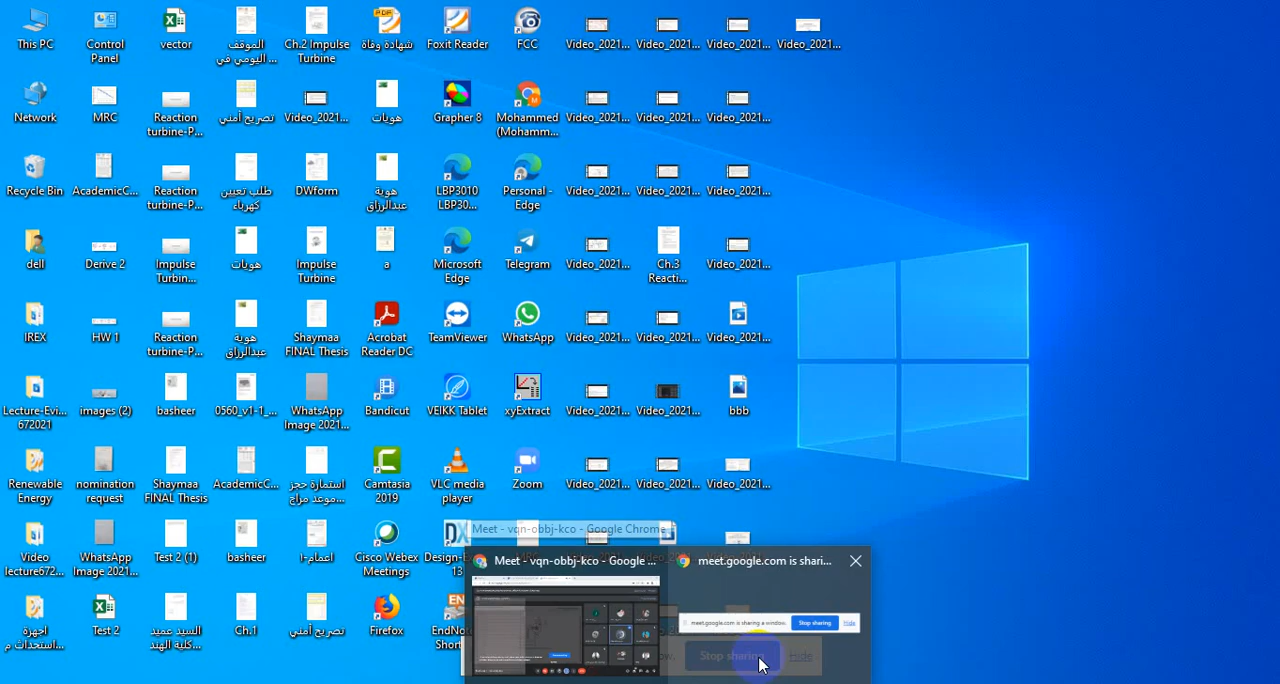 This PC
Control
Panel
vector
الموقف
اليومي في ...
Ch.2 Impulse
Turbine
شهادة وفاة
Foxit Reader
FCC
Video_2021...
Video_2021...
Video_2021...
Video_2021...
Network
MRC
Reaction
turbine-P...
تصريح أمني
Video_2021...
هويات
Grapher 8
Mohammed
(Mohamm...
Video_2021...
Video_2021...
Video_2021...
Recycle Bin
AcademicC...
Reaction
turbine-P...
طلب تعيين
كهرباء
DWform
هوية
عبدالرزاق
LBP3010
LBP30...
Personal -
Edge
Video_2021...
Video_2021...
Video_2021...
dell
Derive 2
Impulse
Turbin...
هويات
Impulse
Turbine
a
Microsoft
Edge
Telegram
Video_2021...
Ch.3
Reacti...
Video_2021...
IREX
HW 1
Reaction
turbine-P...
هوية
عبدالرزاق
Shaymaa
FINAL Thesis
Acrobat
Reader DC
TeamViewer
WhatsApp
Video_2021...
Video_2021...
Video_2021...
Lecture-Evi...
672021
images (2)
basheer
0560_v1-1_...
WhatsApp
Image 2021...
Bandicut
VEIKK Tablet
xyExtract
Video_2021...
Video_2021...
bbb
Renewable
Energy
nomination
request
Shaymaa
FINAL Thesis
AcademicC...
استمارة حجز
موعد مراج...
Camtasia
2019
VLC media
player
Zoom
Video_2021...
Video_2021...
Video_2021...
Video
lecture672...
WhatsApp
Image 2021...
Test 2 (1)
basheer
اعمام-١
Cisco Webex
Meetings
Design-E
13
Meet - vqn-obbj-kco - Google Chrome
Meet - vqn-obbj-kco - Google ...
meet.google.com is shari...
meet.google.com is sharing a window.
Stop sharing
Hide
Stop sharing
Hide
اجهزة
استحداث م...
Test 2
السيد عميد
كلية الهند...
Ch.1
تصريح أمني
Firefox
EndNo
Short